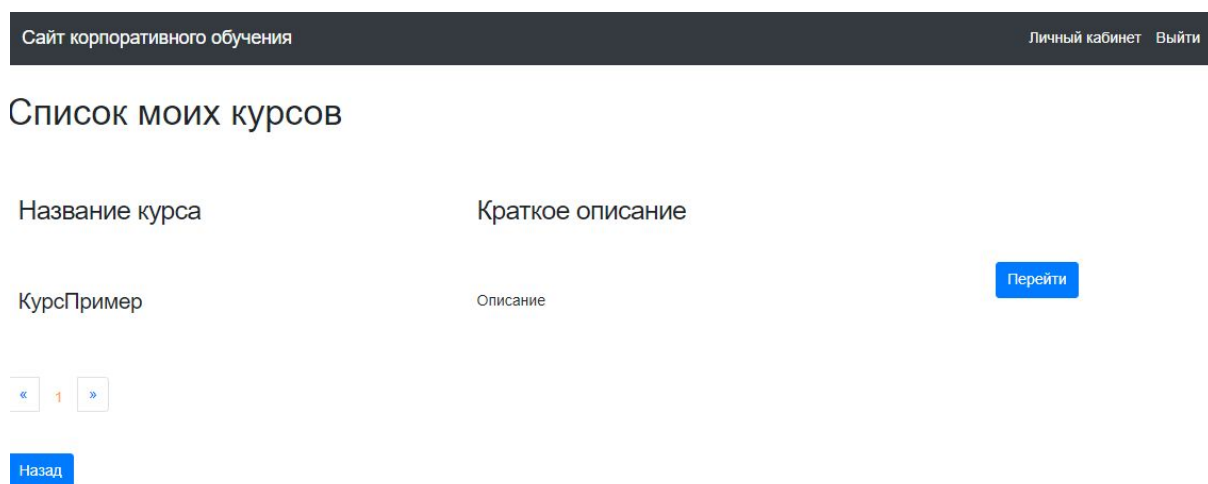 Сайт корпоративного обучения Личный кабинет Выйти
Список моих курсов
Название курса Краткое описание
Перейти
КурсПример Описание
« 1 »
Назад